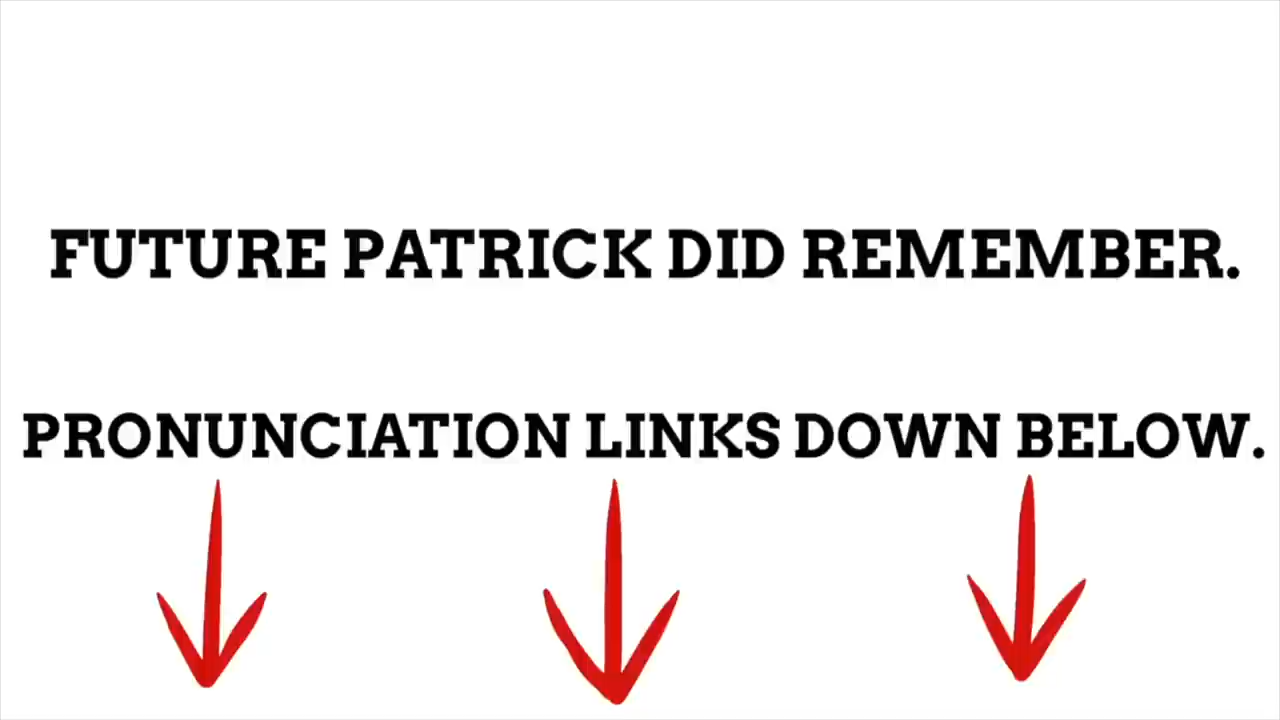 FUTURE PATRICK DID REMEMBER.
PRONUNCIATION LINKS DOWN BELOW.